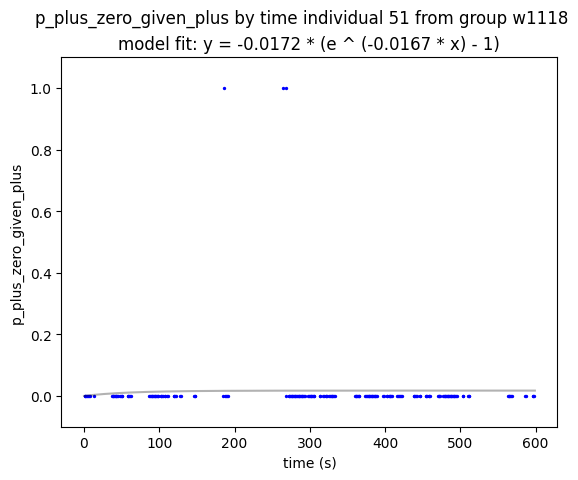 p_plus_zero_given_plus by time individual 51 from group w1118
model fit: y = -0.0172 * (e ^ (-0.0167 * x) - 1)
1.0
0.8
0.6
0.4
0.2
0.0
p_plus_zero_given_plus
0 100 200 300 400 500 600
time (s)